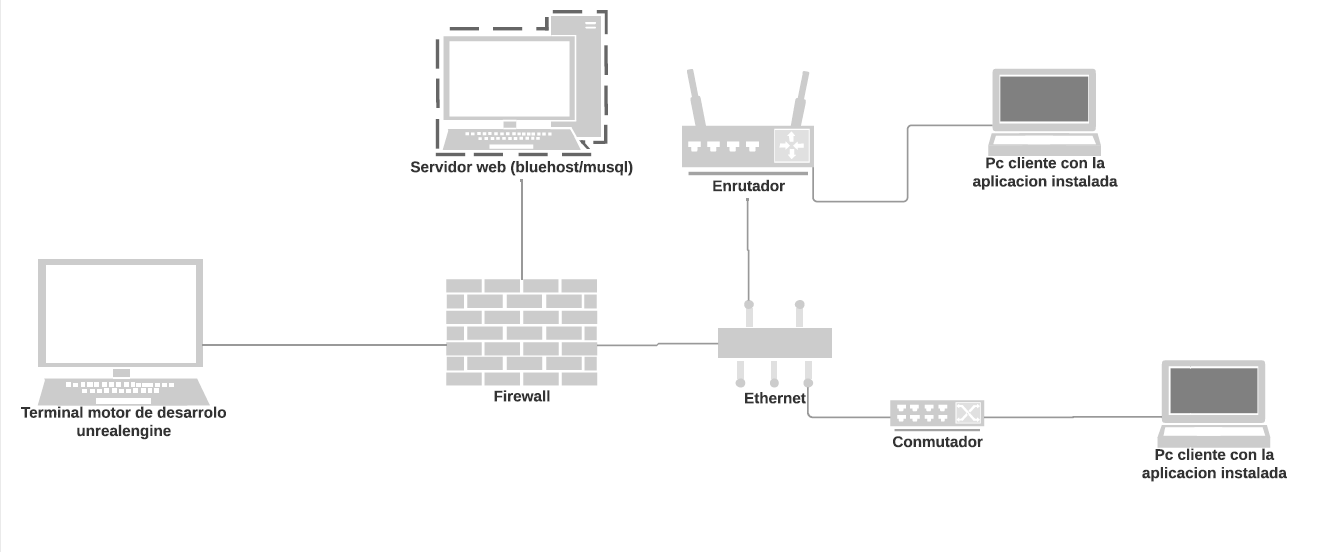 Servidor web (bluehost/musql)
Enrutador
Pc cliente con la
aplicacion instalada
Terminal motor de desarrolo
unrealengine
Firewall
Ethernet
Conmutador
Pc cliente con la
aplicacion instalada